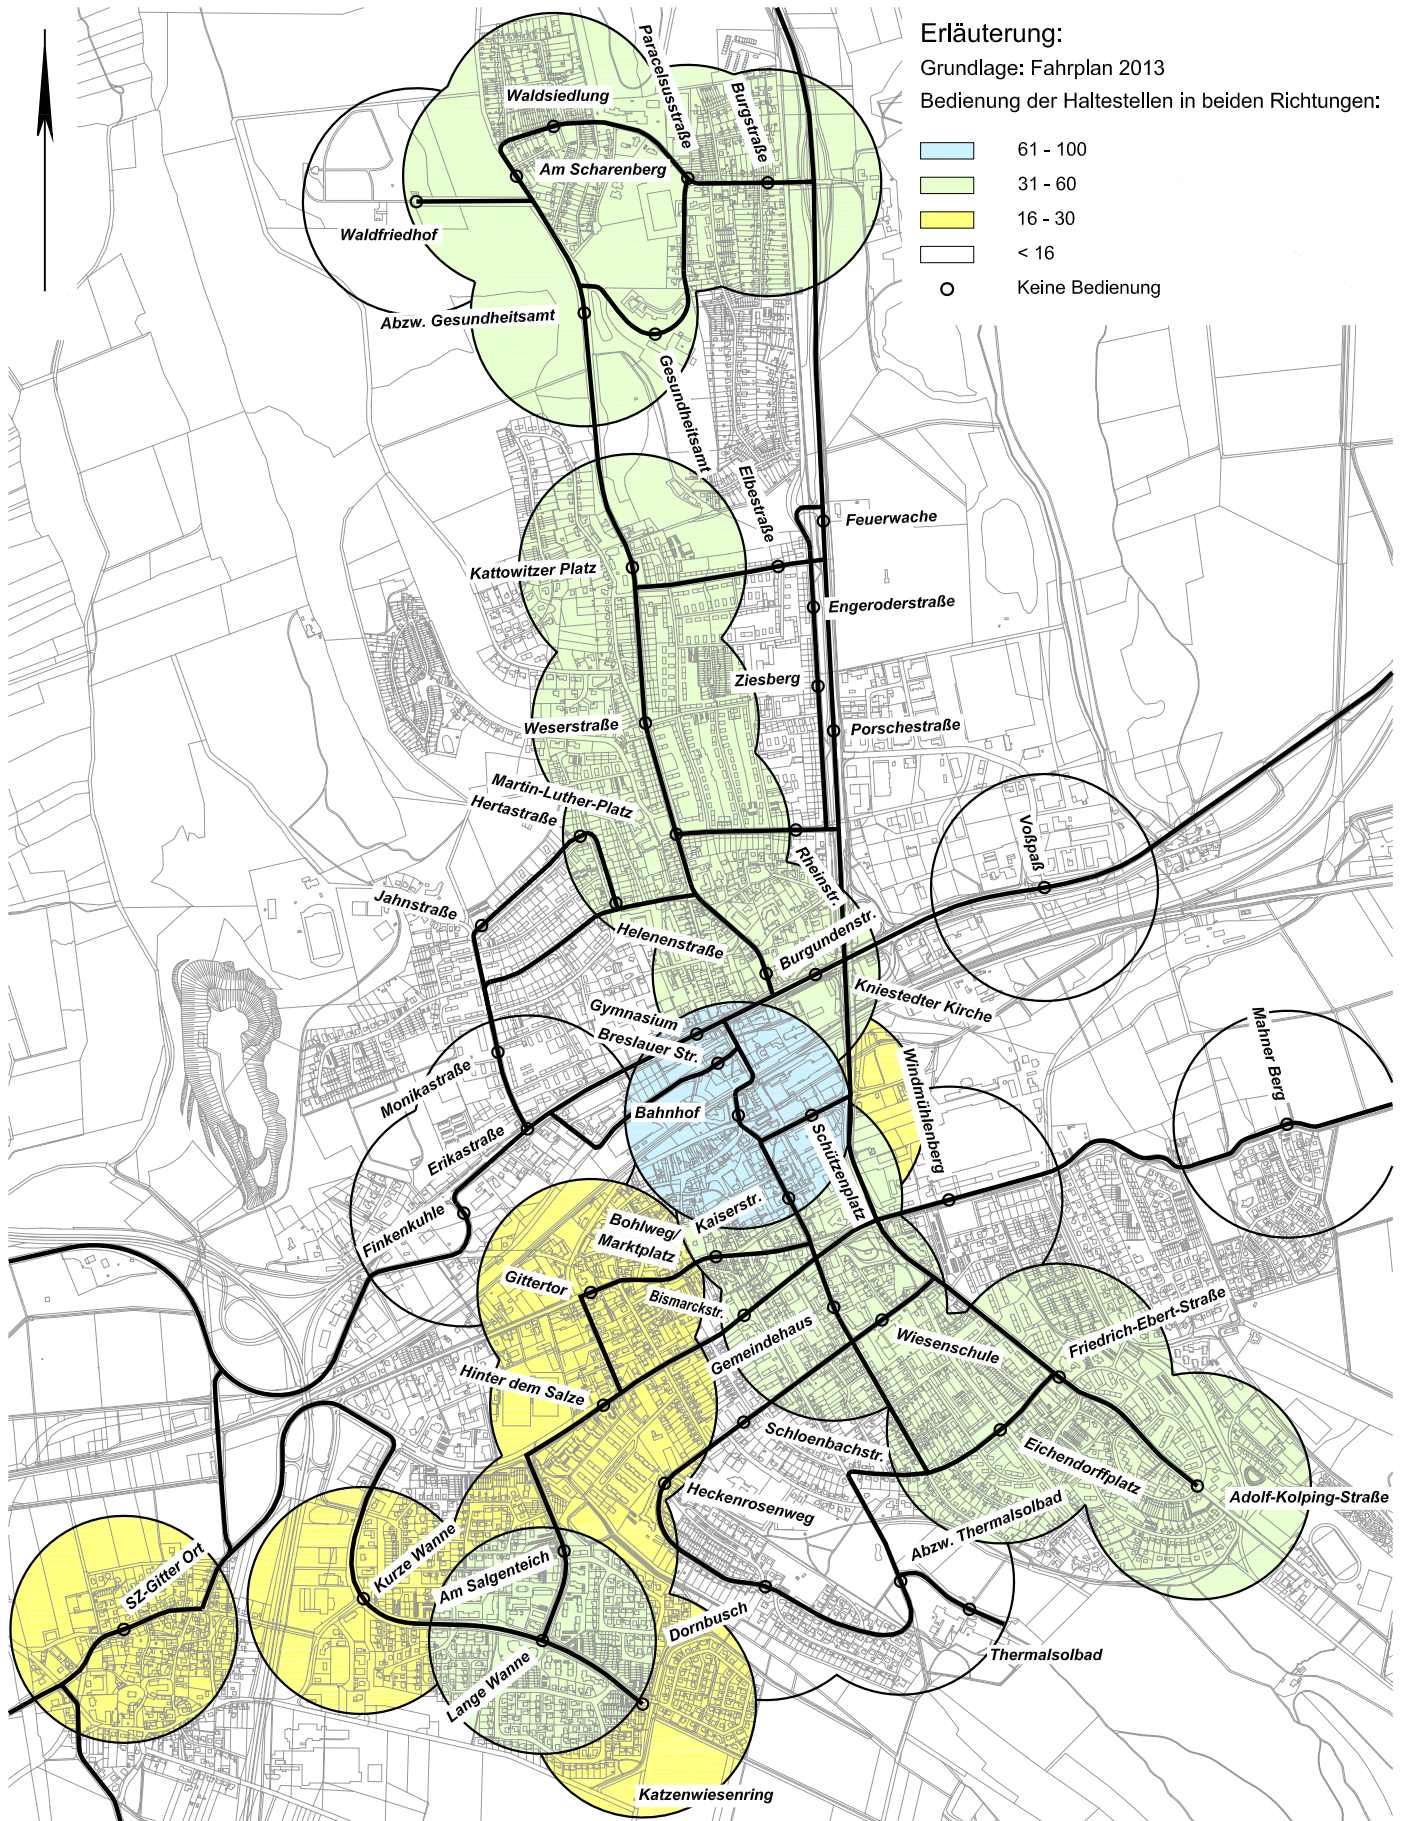 Erläuterung:
Grundlage: Fahrplan 2013
Bedienung der Haltestellen in beiden Richtungen:
61 - 100
31 - 60
16 - 30
< 16
Keine Bedienung
Paracelsusstraße
Burgstraße
Waldsiedlung
Am Scharenberg
Waldfriedhof
Abzw. Gesundheitsamt
Gesundheitsamt
Elbestraße
Feuerwache
Kattowitzer Platz
Engeroderstraße
Ziesberg
Weserstraße
Porschestraße
Martin-Luther-Platz
Hertastraße
Voßpaß
Rheinstr.
Jahnstraße
Helenenstraße
Burgundenstr.
Kniestedter Kirche
Gymnasium
Breslauer Str.
Mahner Berg
Windmühlenberg
Monikastraße
Bahnhof
Schützenplatz
Erikastraße
Finkenkuhle
Kaiserstr.
Bohlweg/
Marktplatz
Gittertor
Bismarckstr.
Gemeindehaus
Wiesenschule
Friedrich-Ebert-Straße
Hinter dem Salze
Schloenbachstr.
Eichendorffplatz
Adolf-Kolping-Straße
Heckenrosenweg
Abzw. Thermalsolbad
SZ-Gitter Ort
Kurze Wanne
Am Salgenteich
Dornbusch
Thermalsolbad
Lange Wanne
Katzenwiesenring